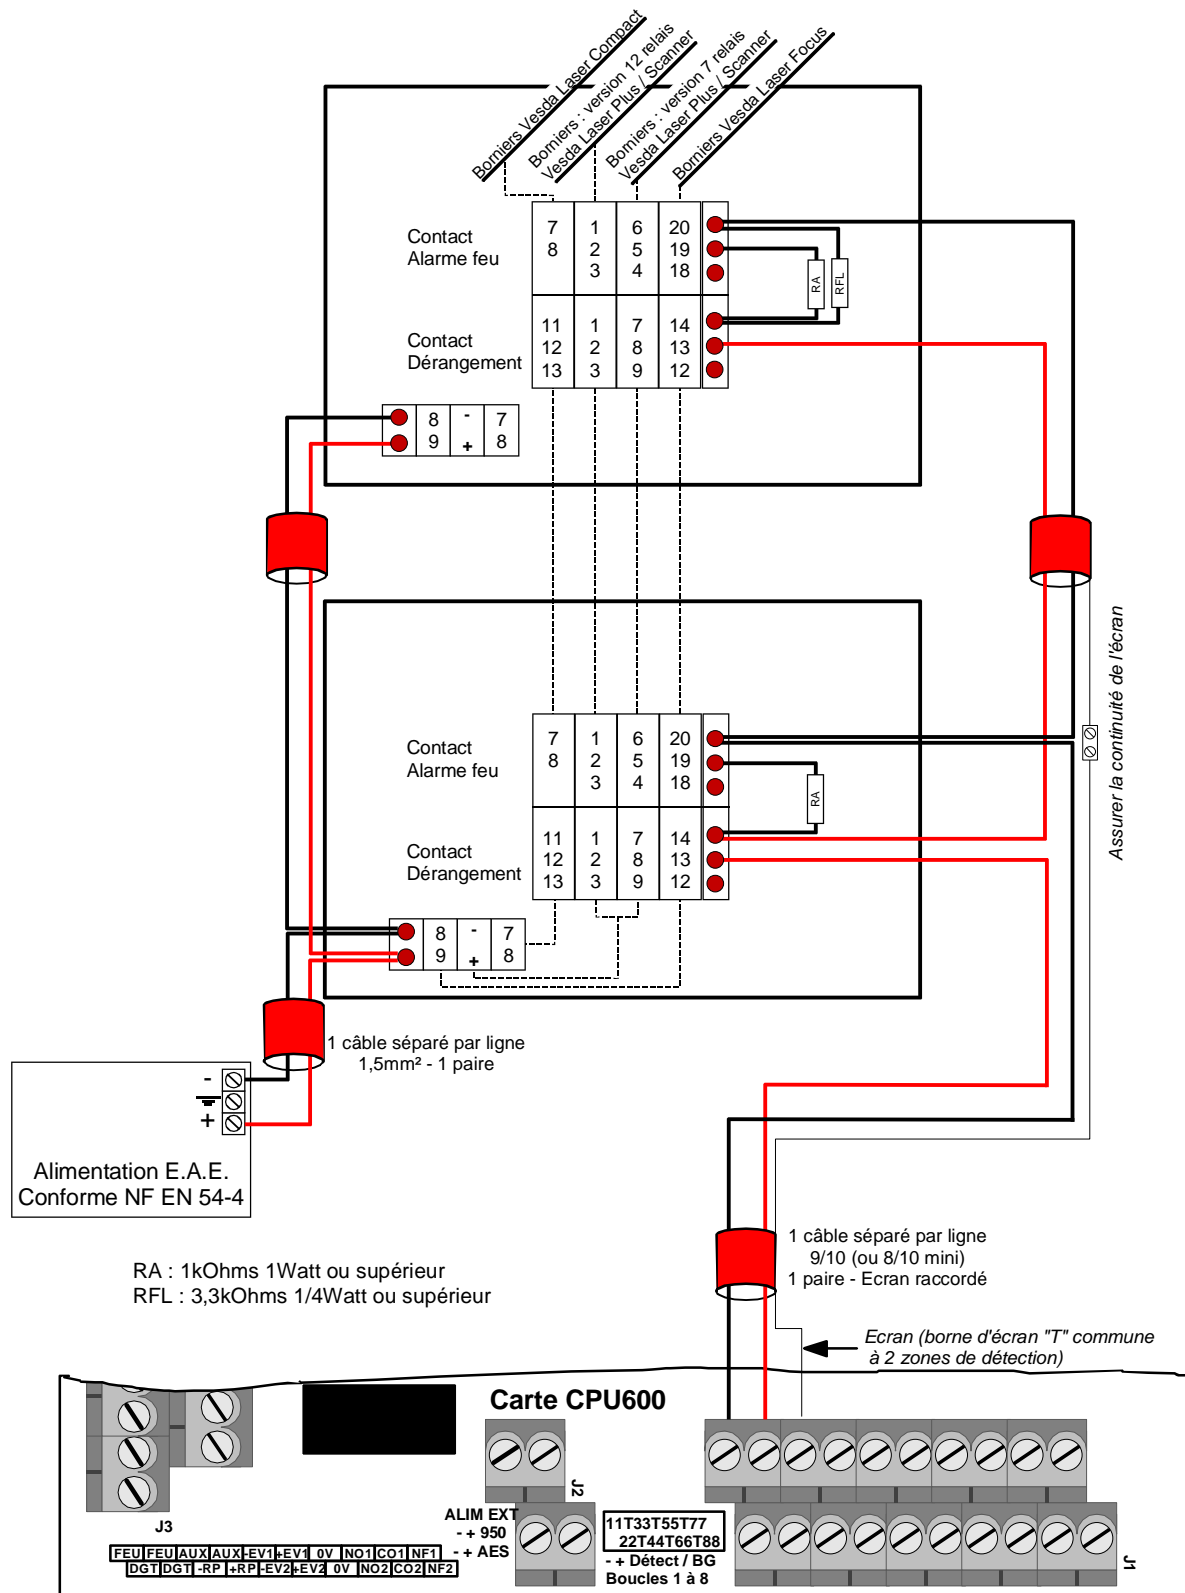 Borniers Vesda Laser Compact
Borniers : version 12 relais
Vesda Laser Plus / Scanner
Borniers : version 7 relais
Vesda Laser Plus / Scanner
Borniers Vesda Laser Focus
Contact
Alarme feu
7 1 6 20
8 2 5 19
3 4 18
RA
RFL
Contact
Dérangement
11 1 7 14
12 2 8 13
13 3 9 12
8 - 7
9 + 8
Assurer la continuité de l'écran
Contact
Alarme feu
7 1 6 20
8 2 5 19
3 4 18
RA
Contact
Dérangement
11 1 7 14
12 2 8 13
13 3 9 12
8 - 7
9 + 8
1 câble séparé par ligne
1,5mm² - 1 paire
-
+
Alimentation E.A.E.
Conforme NF EN 54-4
1 câble séparé par ligne
9/10 (ou 8/10 mini)
1 paire - Ecran raccordé
RA : 1kOhms 1Watt ou supérieur
RFL : 3,3kOhms 1/4Watt ou supérieur
Ecran (borne d'écran "T" commune
à 2 zones de détection)
Carte CPU600
J3
J2
ALIM EXT
- + 950
- + AES
11T33T55T77
22T44T66T88
- + Détect / BG
Boucles 1 à 8
J1
FEU FEU AUX AUX -EV1 +EV1 0V NO1 CO1 NF1
DGT DGT -RP +RP -EV2 +EV2 0V NO2 CO2 NF2